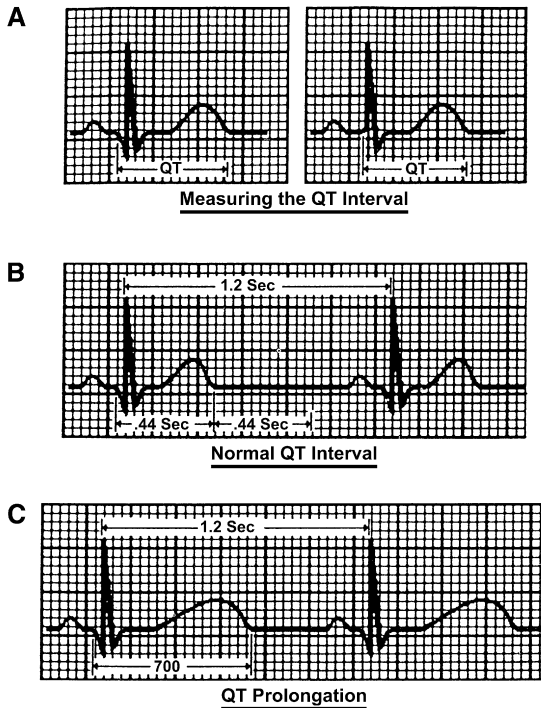 A
QT QT
Measuring the QT Interval
B
1.2 Sec
.44 Sec .44 Sec
Normal QT Interval
C
1.2 Sec
700
QT Prolongation